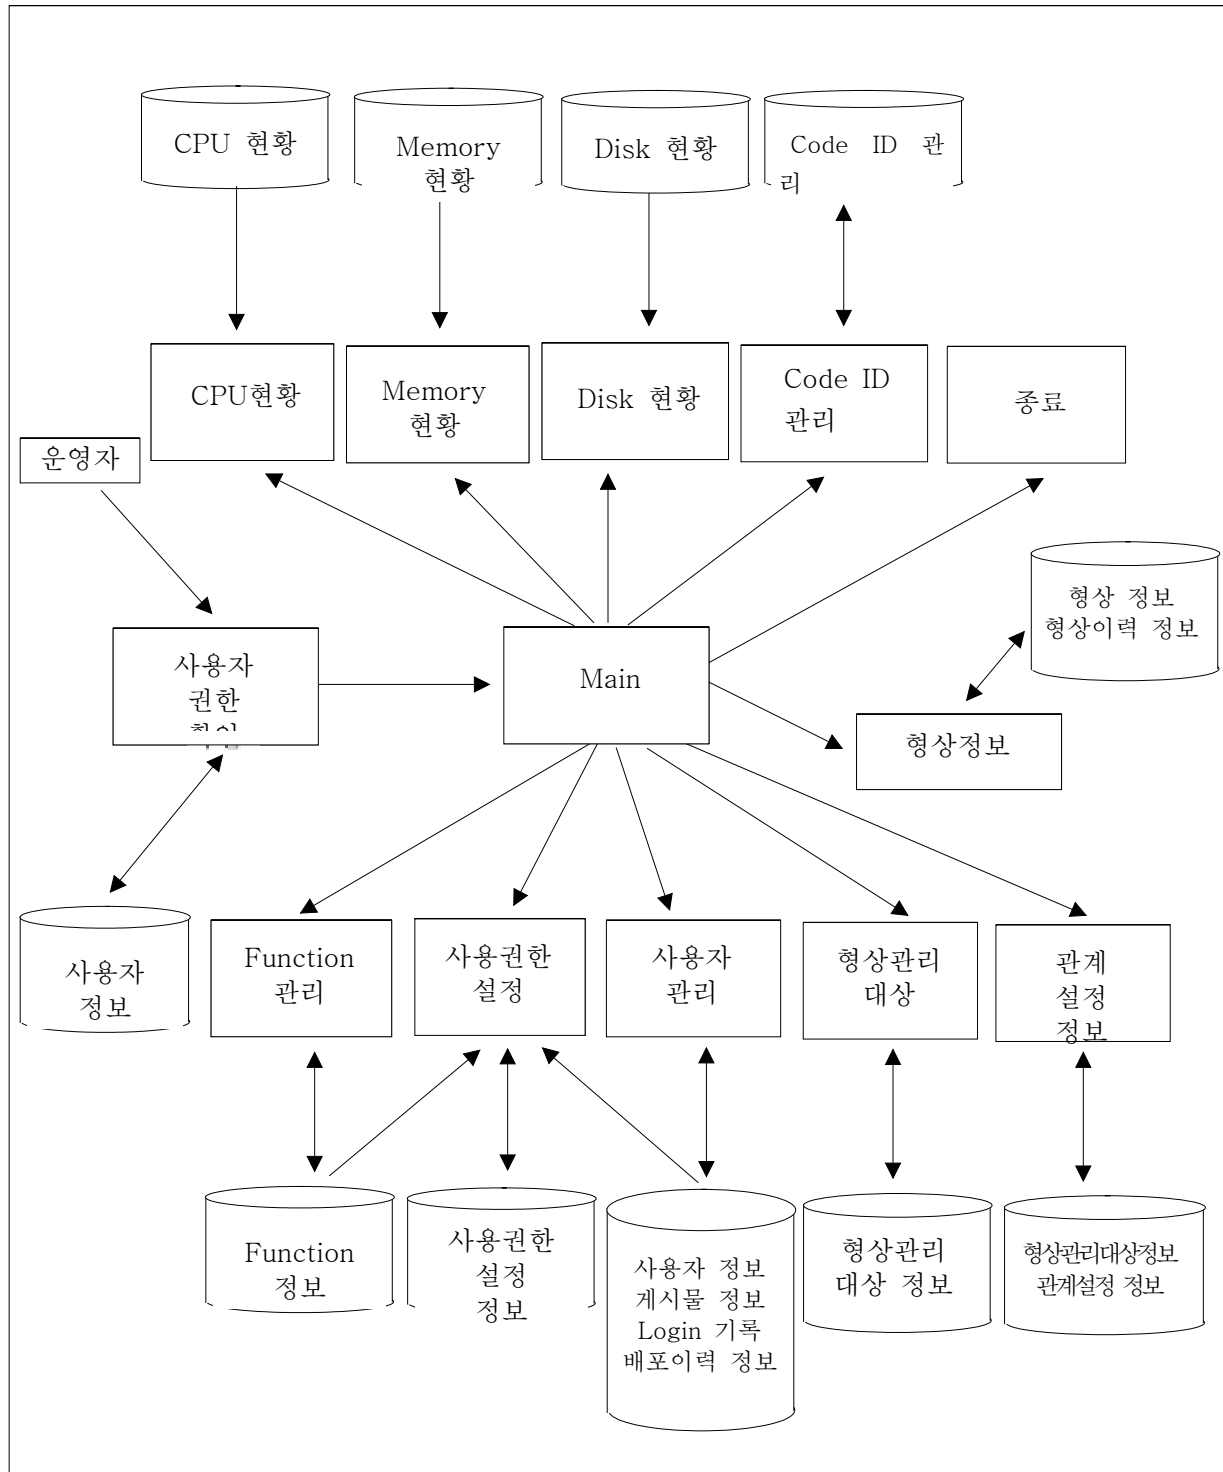 CPU 현황
Memory
현황
Disk 현황
Code ID 관
리
CPU현황
Memory
현황
Disk 현황
Code ID
관리
종료
운영자
형상 정보
형상이력 정보
사용자
권한
Main
형상정보
사용자
정보
Function
관리
사용권한
설정
사용자
관리
형상관리
대상
관계
설정
정보
Function
정보
사용권한
설정
정보
사용자 정보
게시물 정보
Login 기록
배포이력 정보
형상관리
대상 정보
형상관리대상정보
관계설정 정보